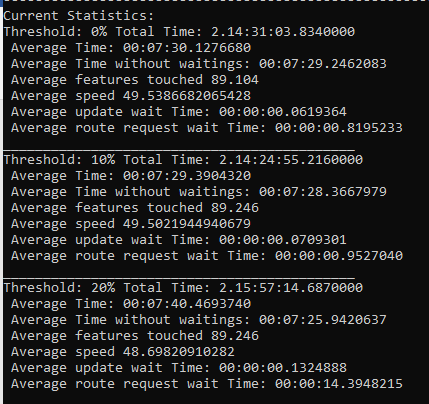 Current Statistics:
Threshold: 0% Total Time: 2.14:31:03.8340000
Average Time: 00:07:30.1276680
Average Time without waitings: 00:07:29.2462083
Average features touched 89.104
Average speed 49.5386682065428
Average update wait Time: 00:00:00.0619364
Average route request wait Time: 00:00:00.8195233
Threshold: 10% Total Time: 2.14:24:55.2160000
Average Time: 00:07:29.3904320
Average Time without waitings: 00:07:28.3667979
Average features touched 89.246
Average speed 49.5021944940679
Average update wait Time: 00:00:00.0709301
Average route request wait Time: 00:00:00.9527040
Threshold: 20% Total Time: 2.15:57:14.6870000
Average Time: 00:07:40.4693740
Average Time without waitings: 00:07:25.9420637
Average features touched 89.246
Average speed 48.69820910282
Average update wait Time: 00:00:00.1324888
Average route request wait Time: 00:00:14.3948215